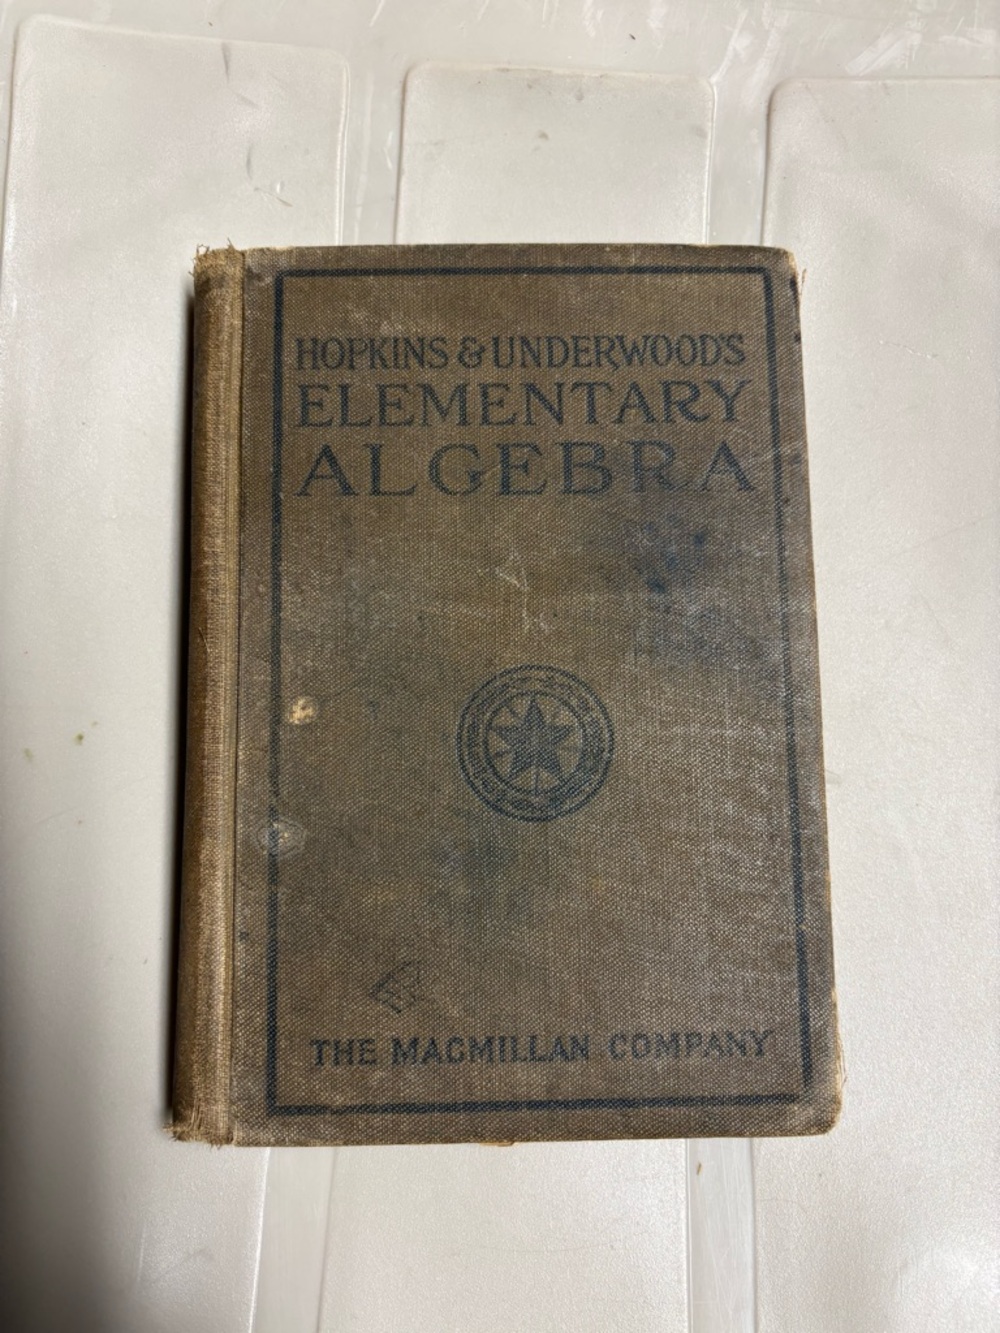 HOPKINS & UNDERWOOD'S
ELEMENTARY
ALGEBRA
THE MACMILLAN COMPANY